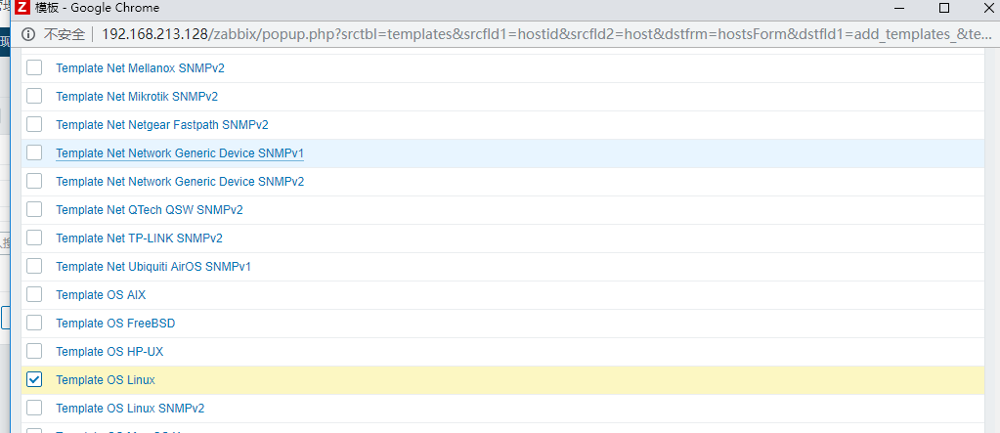 Z 模板 - Google Chrome
不安全 192.168.213.128/zabbix/popup.php?srctbl=templates&srcfld1=hostid&srcfld2=host&dstfrm=hostsForm&dstfld1=add_templates_&te...
Template Net Mellanox SNMPv2
Template Net Mikrotik SNMPv2
Template Net Netgear Fastpath SNMPv2
Template Net Network Generic Device SNMPv1
Template Net Network Generic Device SNMPv2
Template Net QTech QSW SNMPv2
Template Net TP-LINK SNMPv2
Template Net Ubiquiti AirOS SNMPv1
Template OS AIX
Template OS FreeBSD
Template OS HP-UX
Template OS Linux
Template OS Linux SNMPv2